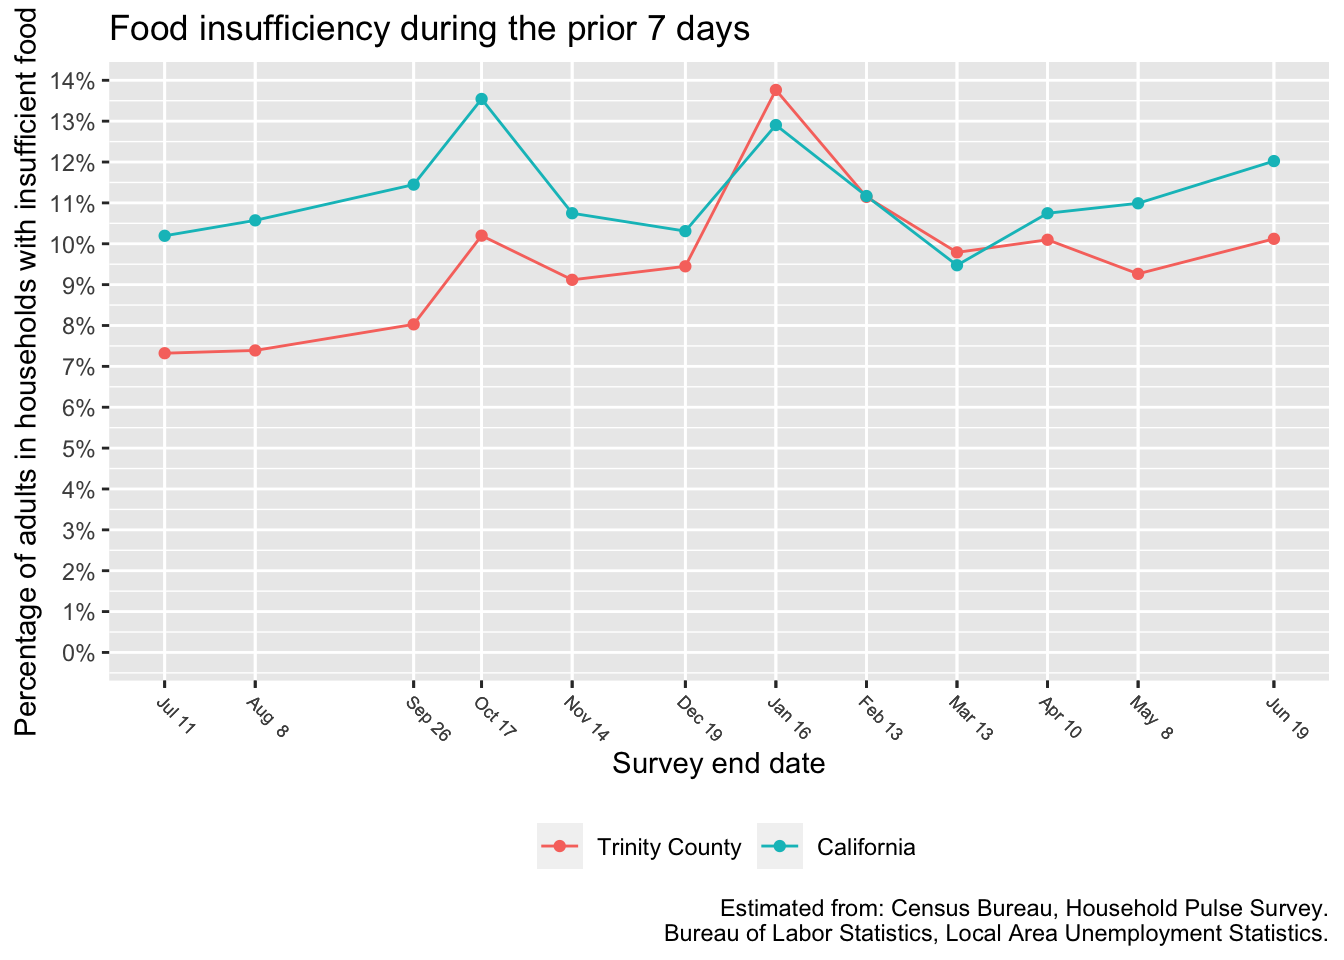 Food insufficiency during the prior 7 days
Percentage of adults in households with insufficient food
14%
13%
12%
11%
10%
9%
8%
7%
6%
5%
4%
3%
2%
1%
0%
Jul 11
Aug 8
Sep 26
Oct 17
Nov 14
Dec 19
Jan 16
Feb 13
Mar 13
Apr 10
May 8
Jun 19
Survey end date
Trinity County
California
Estimated from: Census Bureau, Household Pulse Survey.
Bureau of Labor Statistics, Local Area Unemployment Statistics.